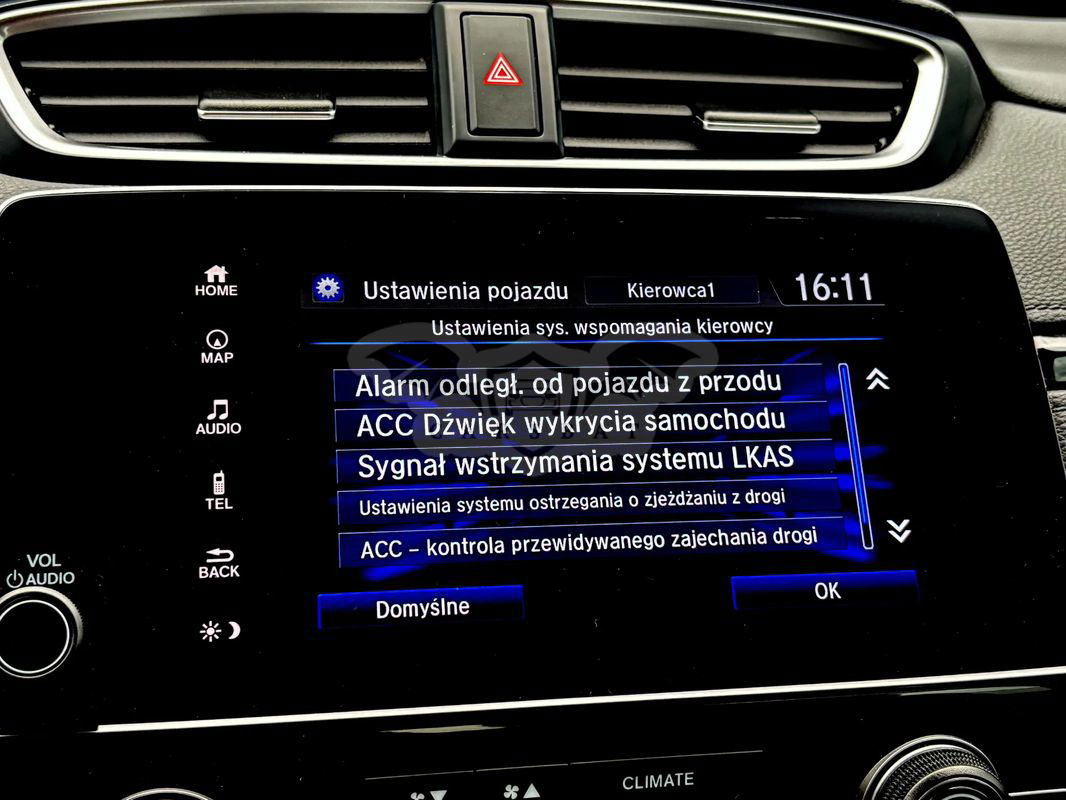 HOME
MAP
AUDIO
TEL
BACK
VOL
AUDIO
Ustawienia pojazdu
Kierowca1
16:11
Ustawienia sys. wspomagania kierowcy
Alarm odległ. od pojazdu z przodu
ACC Dźwięk wykrycia samochodu
Sygnał wstrzymania systemu LKAS
Ustawienia systemu ostrzegania o zjeżdżaniu z drogi
ACC – kontrola przewidywanego zajechania drogi
Domyślne
OK
CLIMATE